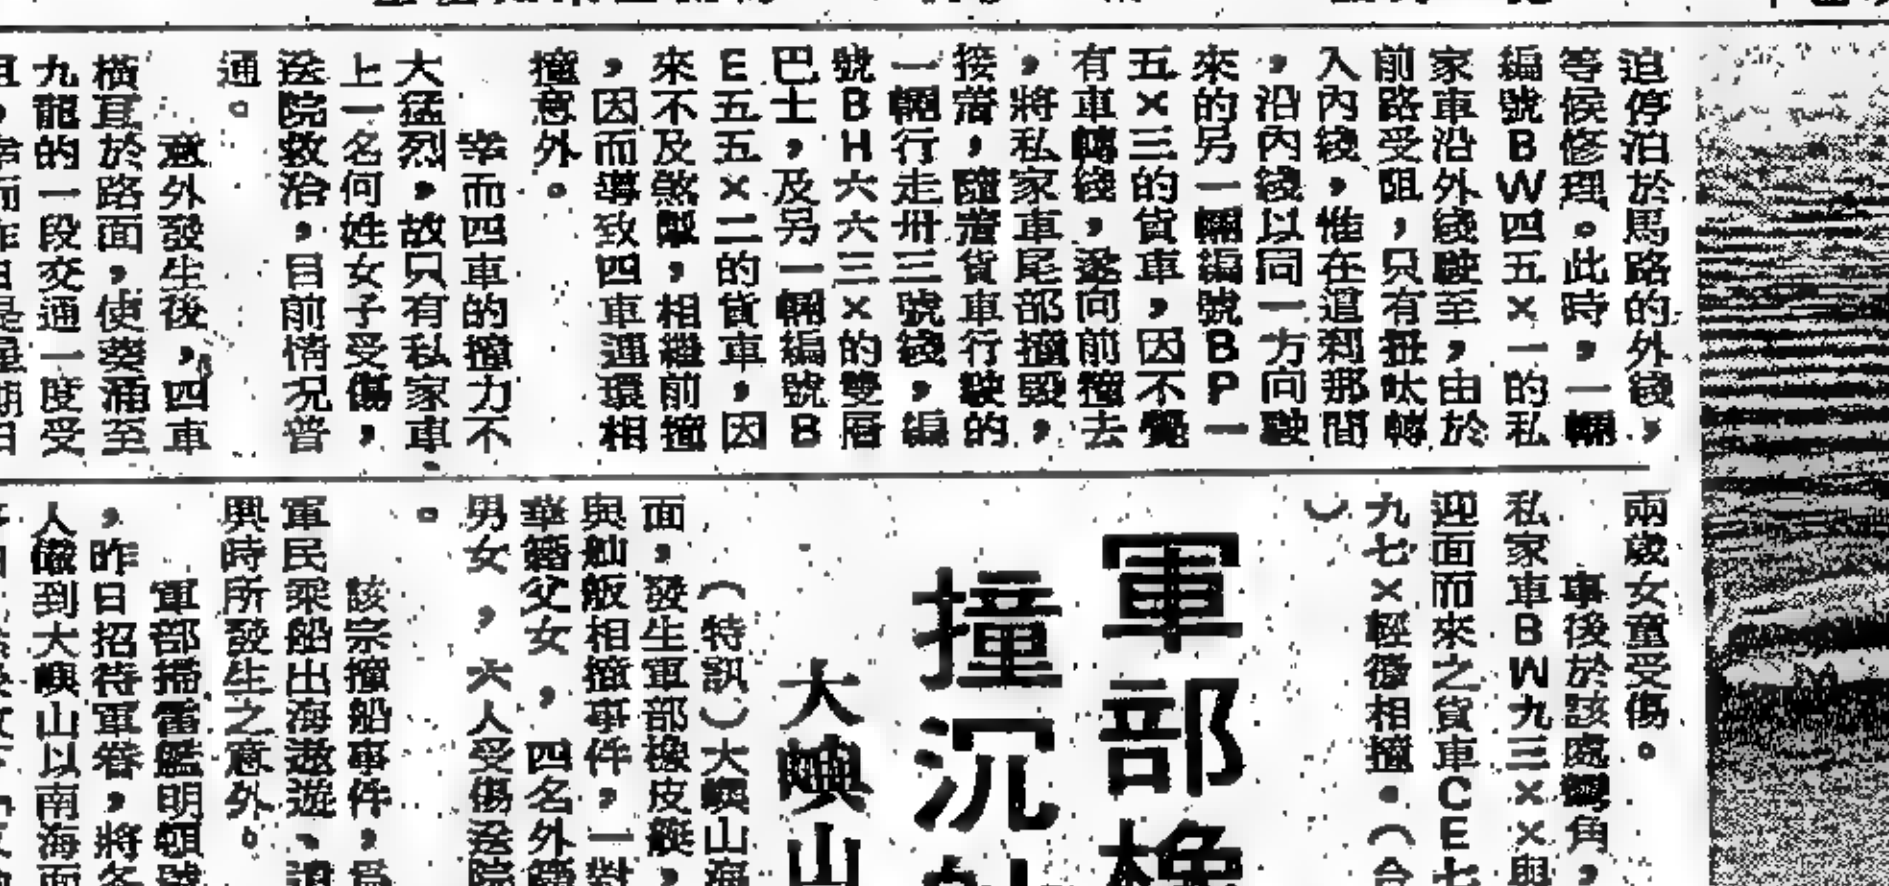 迫停泊於馬路的外綫，
等候修理。此時，一輛
編號BW四五×一的私
家車沿外綫駛至，由於
前路受阻，只有扭軚轉
入內綫，惟在這刹那間
，沿內綫以同一方向駛
來的另一輛編號BP一
五×三的貨車，因不覺
有車轉綫，遂向前撞去
，將私家車尾部撞毀，
接着，隨着貨車行駛的
一輛行走卅三號綫，編
號BH六六三×的雙層
巴士，及另一輛編號B
E五五×二的貨車，因
來不及煞掣，相繼前撞
，因而導致四車連環相
撞意外。
幸而四車的撞力不
大猛烈，故只有私家車
上一名何姓女子受傷，
送院救治，目前情況普
通。
意外發生後，四車
橫亘於路面，使葵涌至
九龍的一段交通一度受
兩歲女童受傷。
事後於該處彎角，
私家車BW九三××與
迎面而來之貨車CE七
九七×輕微相撞。（合
）
軍部橡
撞沉
大嶼山
（特訊）大嶼山海
面，發生軍部橡皮艇，
與舢舨相撞事件，一對
華籍父女，四名外籍
男女，六人受傷送院
。
該宗撞船事件，爲
軍民乘船出海遨遊、
興時所發生之意外。
軍部掃雷艦明頓號
，昨日招待軍眷，將各
人載到大嶼山以南海面